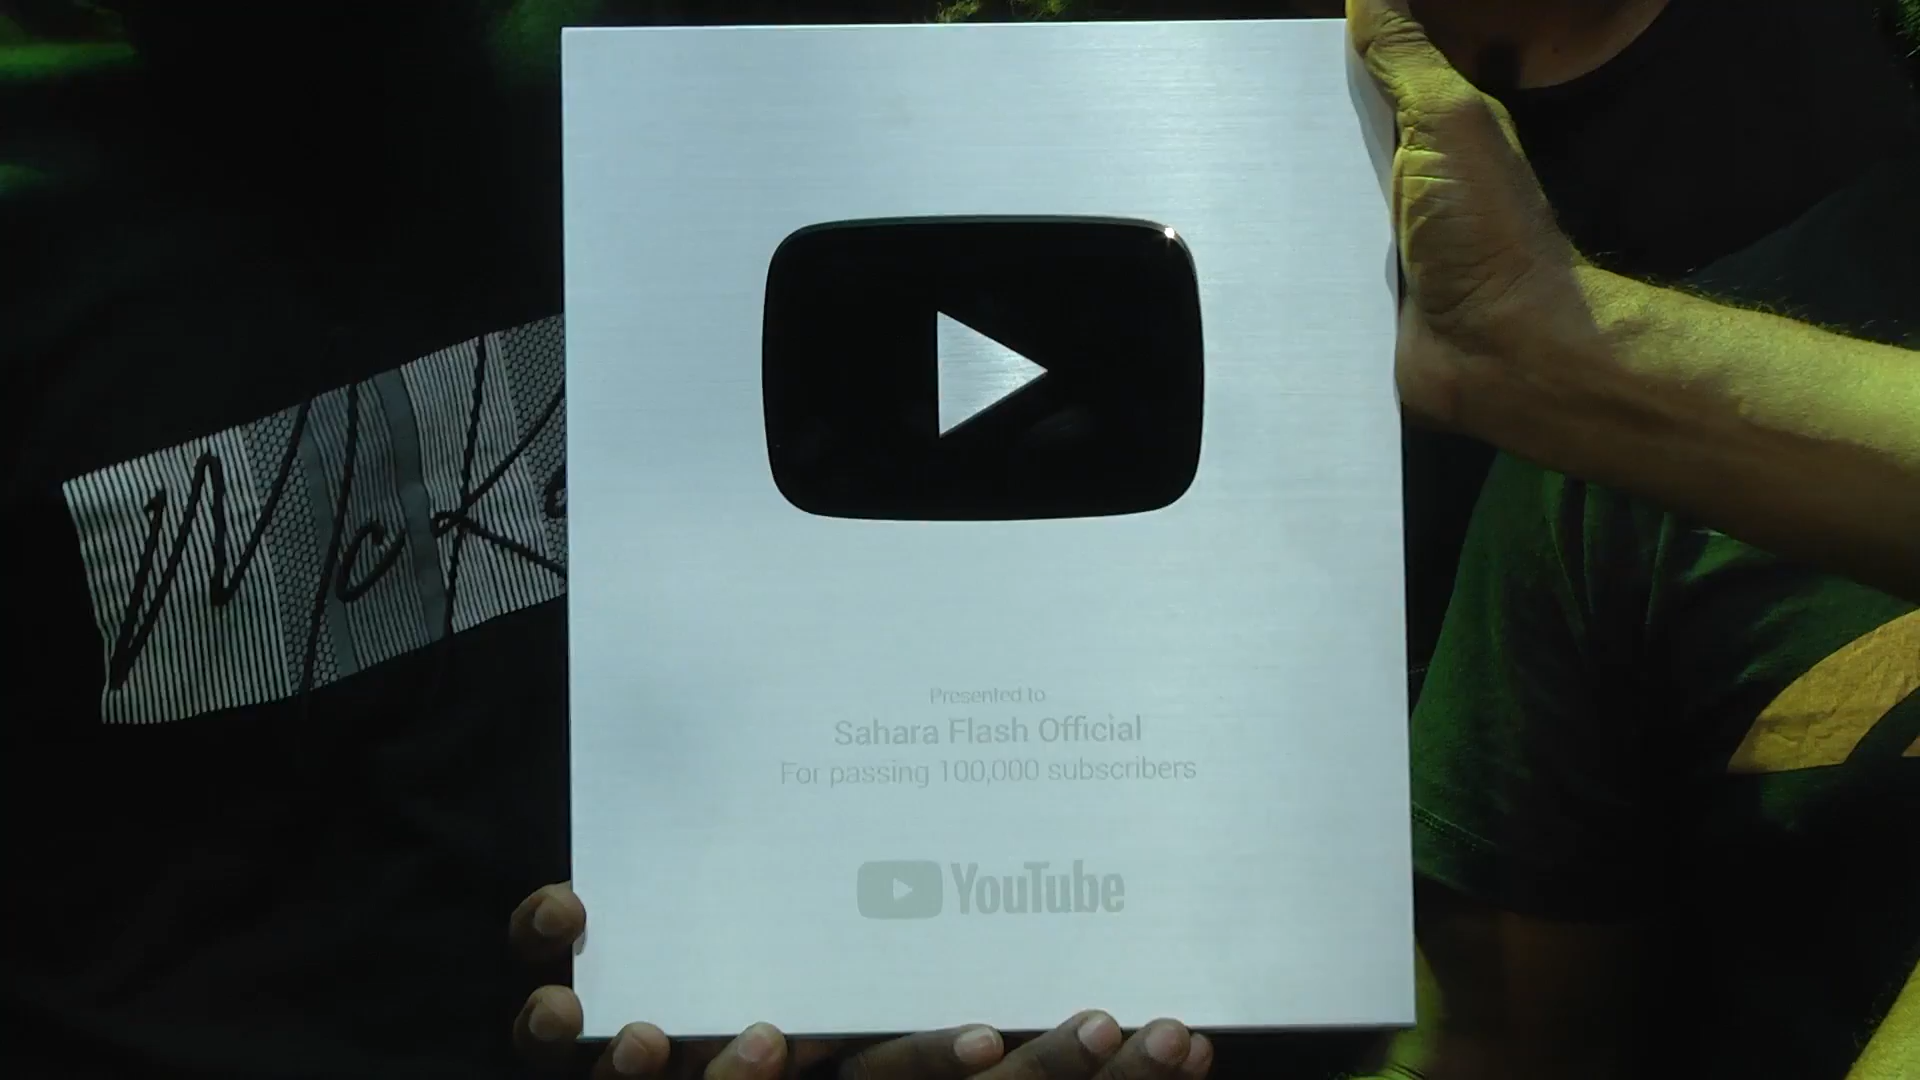 Presented to
Sahara Flash Official
For passing 100,000 subscribers
YouTube